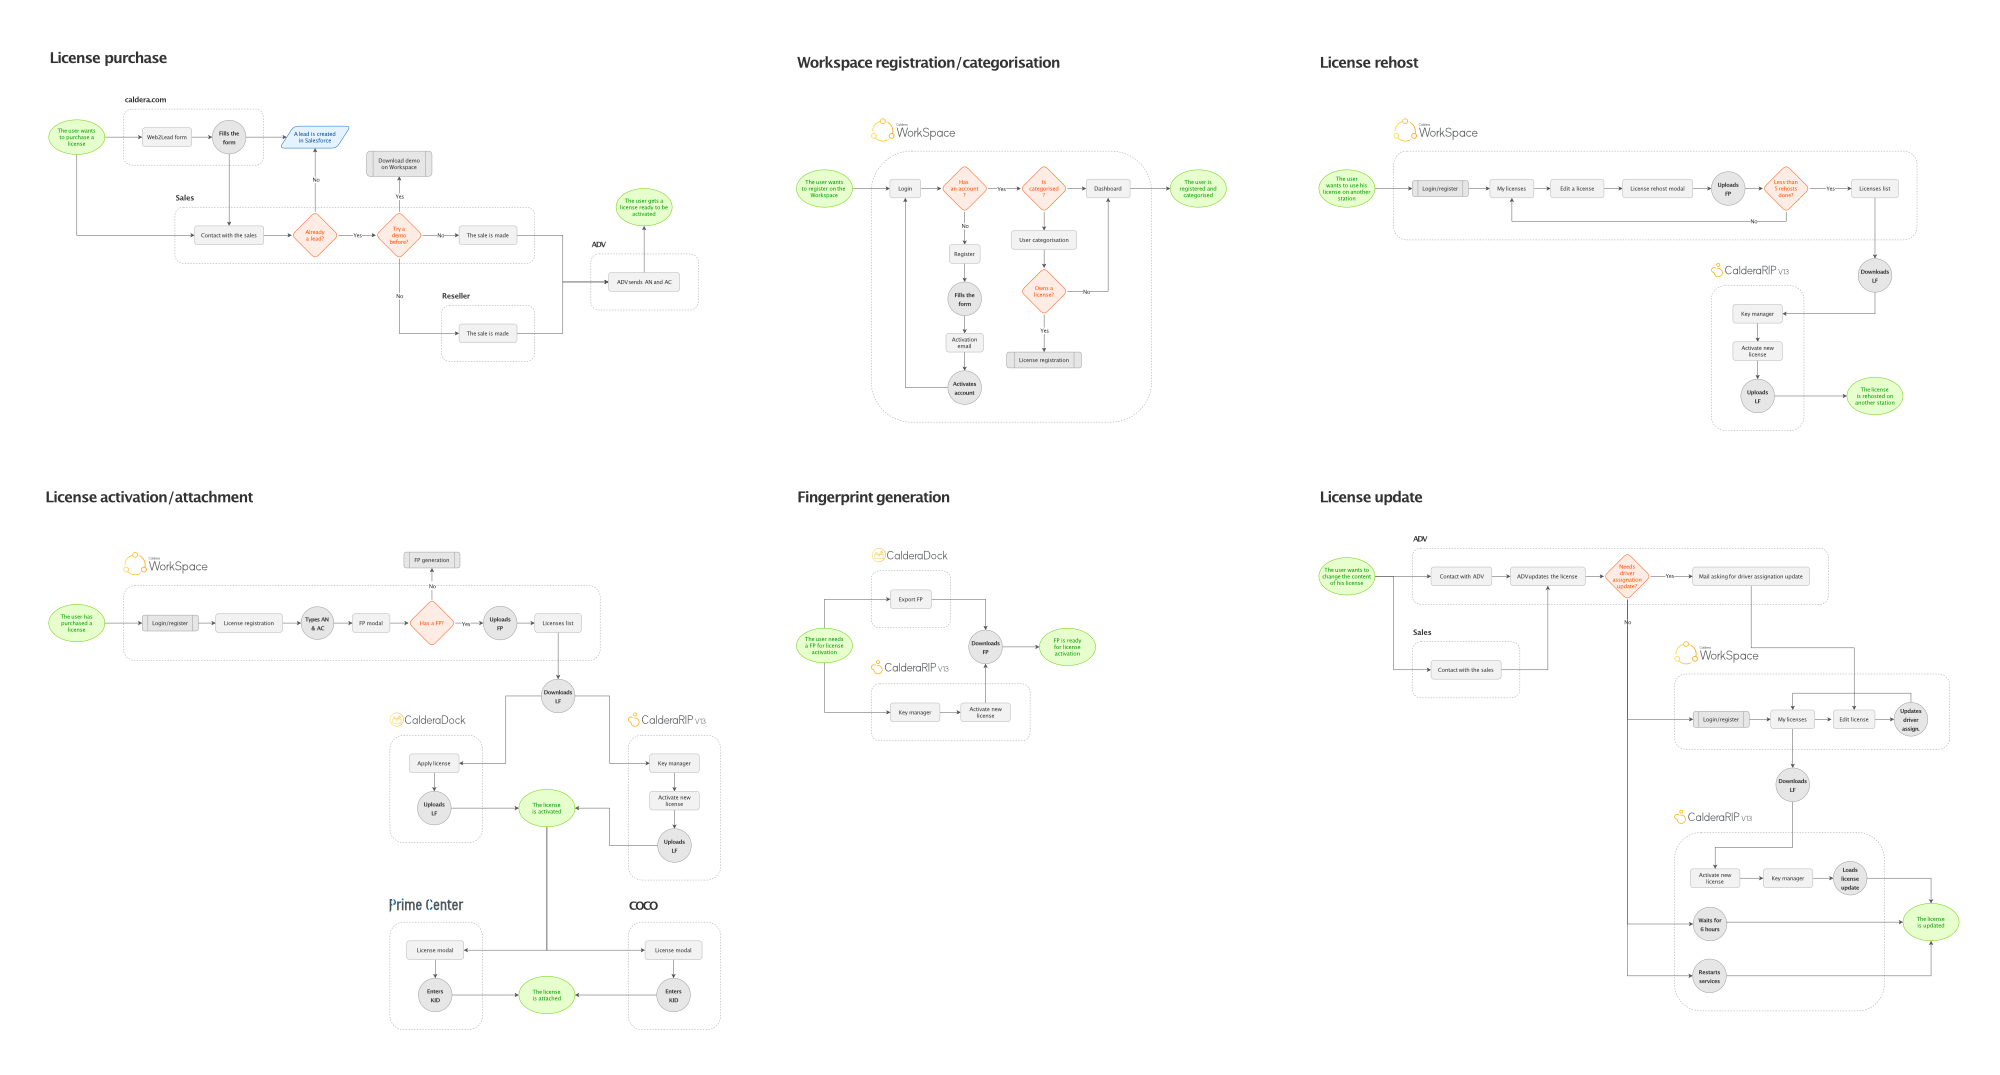 License purchase
caldera.com
The user wants
to purchase a
license
Web2Lead form
Fills the
form
A lead is created
in Salesforce
No
Download demo
on Workspace
Yes
Sales
Contact with the sales
Already
a lead?
Yes
Try a
demo
before?
No
The sale is made
No
Reseller
The sale is made
The user gets a
license ready to be
activated
ADV
ADV sends AN and AC
Workspace registration/categorisation
Caldera
WorkSpace
The user wants
to register on the
Workspace
Login
Has
an account
?
Yes
Is
categorised
?
Dashboard
The user is
registered and
categorised
No
Register
Fills the
form
Activation
email
Activates
account
User categorisation
Owns a
license?
No
Yes
License registration
License rehost
Caldera
WorkSpace
The user
wants to use his
license on another
station
Login/register
My licenses
Edit a license
License rehost modal
Uploads
FP
Less than
5 rehosts
done?
Yes
Licenses list
No
Downloads
LF
CalderaRIP V13
Key manager
Activate new
license
Uploads
LF
The license
is rehosted on
another station
License activation/attachment
Caldera
WorkSpace
FP generation
No
The user has
purchased a
license
Login/register
License registration
Types AN
& AC
FP modal
Has a FP?
Yes
Uploads
FP
Licenses list
Downloads
LF
CalderaDock
Apply license
Uploads
LF
The license
is activated
CalderaRIP V13
Key manager
Activate new
license
Uploads
LF
Prime Center
License modal
Enters
KID
The license
is attached
COCO
License modal
Enters
KID
Fingerprint generation
CalderaDock
Export FP
The user needs
a FP for license
activation
Downloads
FP
FP is ready
for license
activation
CalderaRIP V13
Key manager
Activate new
license
License update
ADV
The user wants to
change the content
of his license
Contact with ADV
ADV updates the license
Needs
driver
assignation
update?
Yes
Mail asking for driver assignation update
No
Sales
Contact with the sales
Caldera
WorkSpace
Login/register
My licenses
Edit license
Updates
driver
assign.
Downloads
LF
CalderaRIP V13
Activate new
license
Key manager
Loads
license
update
Waits for
6 hours
The license
is updated
Restarts
services